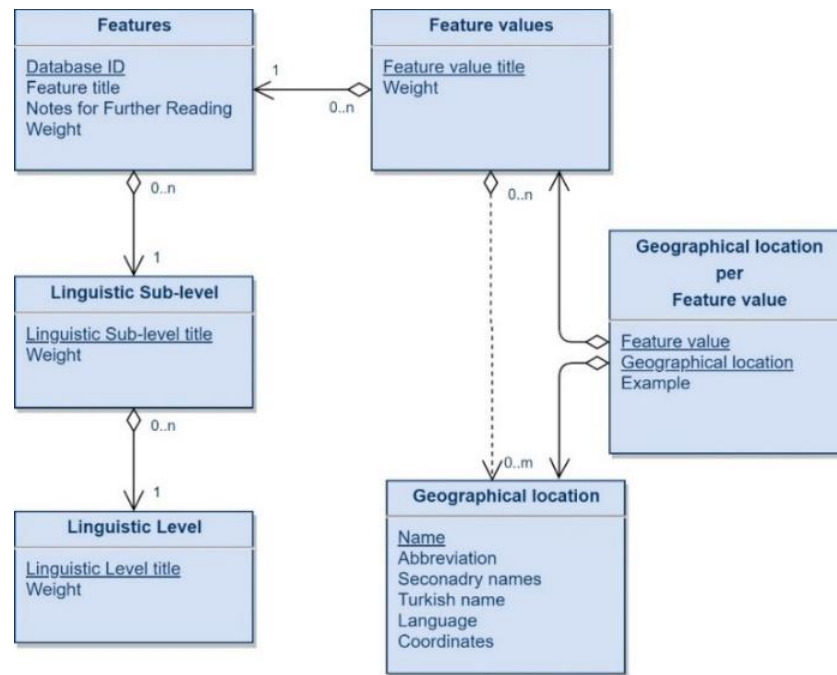 Features
Database ID
Feature title
Notes for Further Reading
Weight
1
0..n
Feature values
Feature value title
Weight
0..n
1
Linguistic Sub-level
Linguistic Sub-level title
Weight
0..n
1
Linguistic Level
Linguistic Level title
Weight
0..n
0..m
Geographical location
per
Feature value
Feature value
Geographical location
Example
Geographical location
Name
Abbreviation
Seconadry names
Turkish name
Language
Coordinates